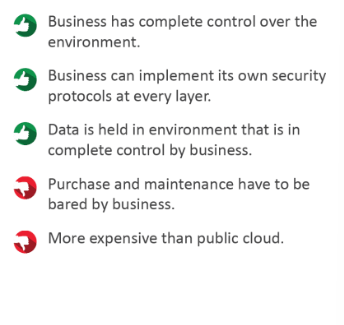 Business has complete control over the
environment.
Business can implement its own security
protocols at every layer.
Data is held in environment that is in
complete control by business.
Purchase and maintenance have to be
bared by business.
More expensive than public cloud.